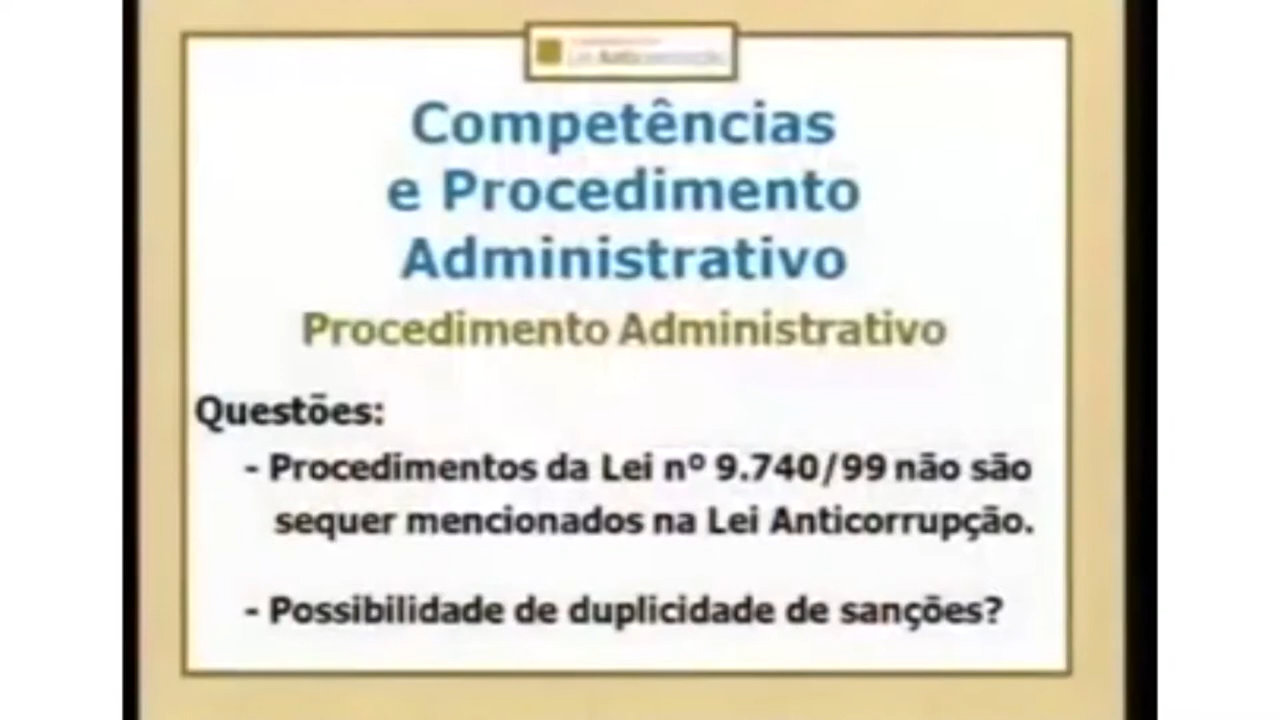 Competências
e Procedimento
Administrativo
Procedimento Administrativo
Questões:
- Procedimentos da Lei nº 9.740/99 não são
sequer mencionados na Lei Anticorrupção.
- Possibilidade de duplicidade de sanções?